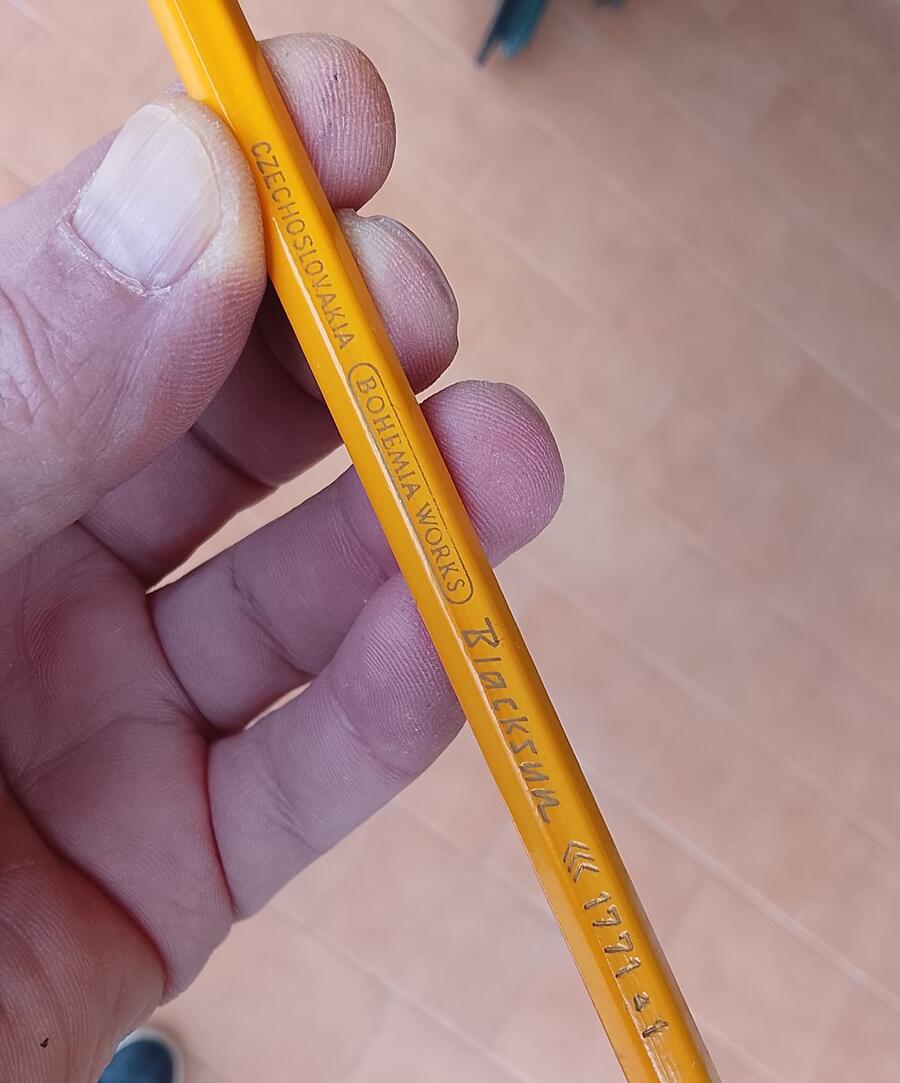 CZECHOSLOVAKIA BOHEMIA WORKS Blacksun ⋘ 1771 = 1